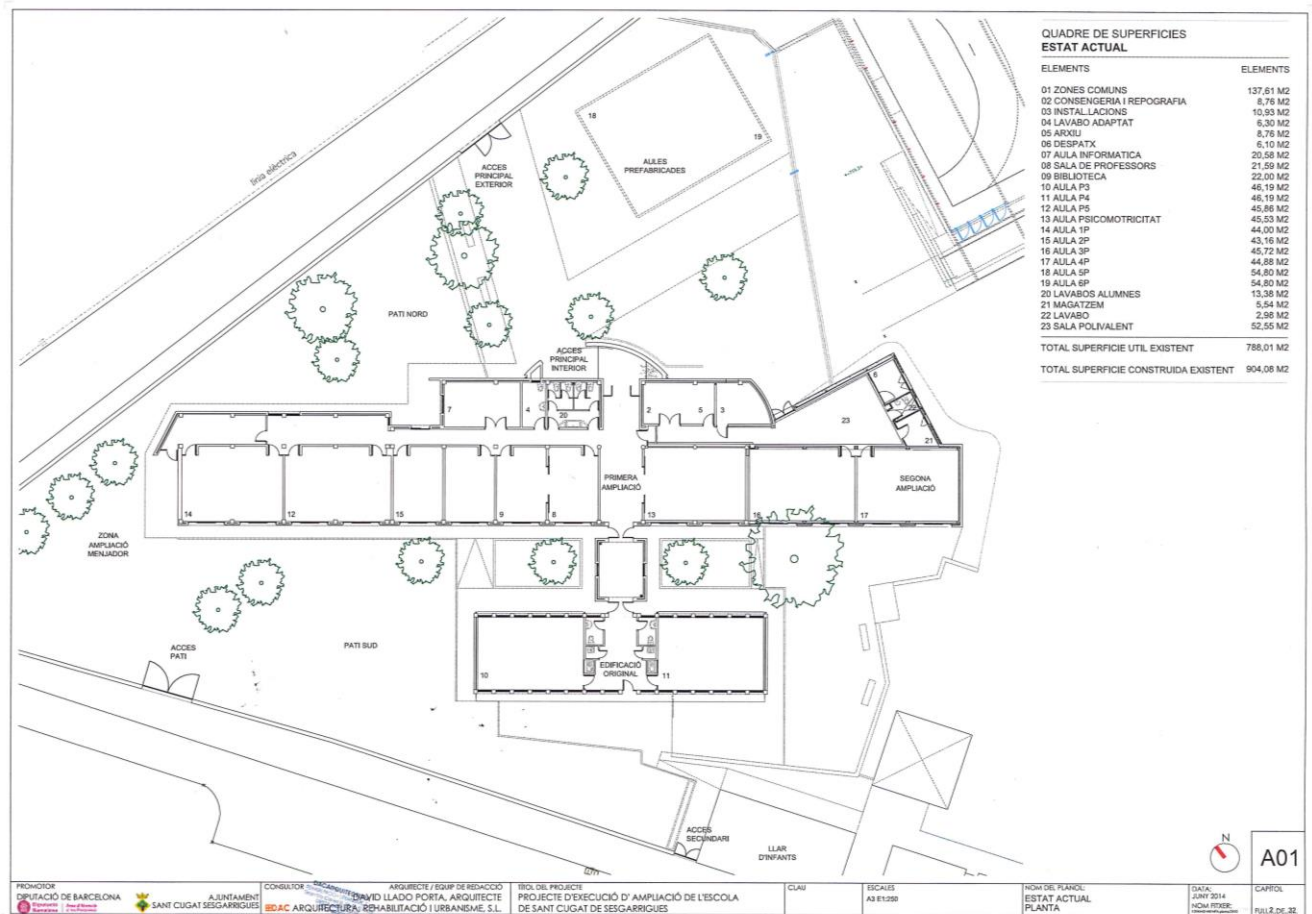 QUADRE DE SUPERFICIES
ESTAT ACTUAL
ELEMENTS ELEMENTS
01 ZONES COMUNS 137,61 M2
02 CONSENGERIA I REPOGRAFIA 8,76 M2
03 INSTAL.LACIONS 10,93 M2
04 LAVABO ADAPTAT 6,30 M2
05 ARXIU 8,76 M2
06 DESPATX 6,10 M2
07 AULA INFORMATICA 20,58 M2
08 SALA DE PROFESSORS 21,59 M2
09 BIBLIOTECA 22,00 M2
10 AULA P3 46,19 M2
11 AULA P4 46,19 M2
12 AULA P5 45,86 M2
13 AULA PSICOMOTRICITAT 45,53 M2
14 AULA 1P 44,00 M2
15 AULA 2P 43,16 M2
16 AULA 3P 45,72 M2
17 AULA 4P 44,88 M2
18 AULA 5P 54,80 M2
19 AULA 6P 54,80 M2
20 LAVABOS ALUMNES 13,38 M2
21 MAGATZEM 5,54 M2
22 LAVABO 2,98 M2
23 SALA POLIVALENT 52,55 M2
TOTAL SUPERFICIE UTIL EXISTENT 788,01 M2
TOTAL SUPERFICIE CONSTRUIDA EXISTENT 904,08 M2
línia elèctrica
18
19
AULES
PREFABRICADES
ACCES
PRINCIPAL
EXTERIOR
PATI NORD
ACCES
PRINCIPAL
INTERIOR
7
4
20
2
5
3
6
23
22
21
PRIMERA
AMPLIACIÓ
SEGONA
AMPLIACIÓ
14
12
15
9
8
13
16
17
ZONA
AMPLIACIÓ
MENJADOR
PATI SUD
ACCES
PATI
10
EDIFICACIÓ
ORIGINAL
11
ACCES
SECUNDARI
LLAR
D'INFANTS
N
A01
PROMOTOR
DIPUTACIÓ DE BARCELONA
Diputació
Barcelona
AJUNTAMENT
SANT CUGAT SESGARRIGUES
CONSULTOR
ARQUITECTE / EQUIP DE REDACCIÓ
DAVID LLADO PORTA, ARQUITECTE
EDAC ARQUITECTURA, REHABILITACIÓ I URBANISME, S.L.
TÍTOL DEL PROJECTE
PROJECTE D'EXECUCIÓ D' AMPLIACIÓ DE L'ESCOLA
DE SANT CUGAT DE SESGARRIGUES
CLAU
ESCALES
A3 E1:250
NOM DEL PLÀNOL:
ESTAT ACTUAL
PLANTA
DATA:
JUNY 2014
NOM FITXER:
CAPÍTOL
FULL 2 DE 32